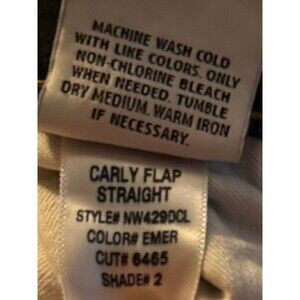 MACHINE WASH COLD
WITH LIKE COLORS. ONLY
NON-CHLORINE BLEACH
WHEN NEEDED. TUMBLE
DRY MEDIUM. WARM IRON
IF NECESSARY.
CARLY FLAP
STRAIGHT
STYLE# NW429DCL
COLOR# EMER
CUT# 6465
SHADE# 2